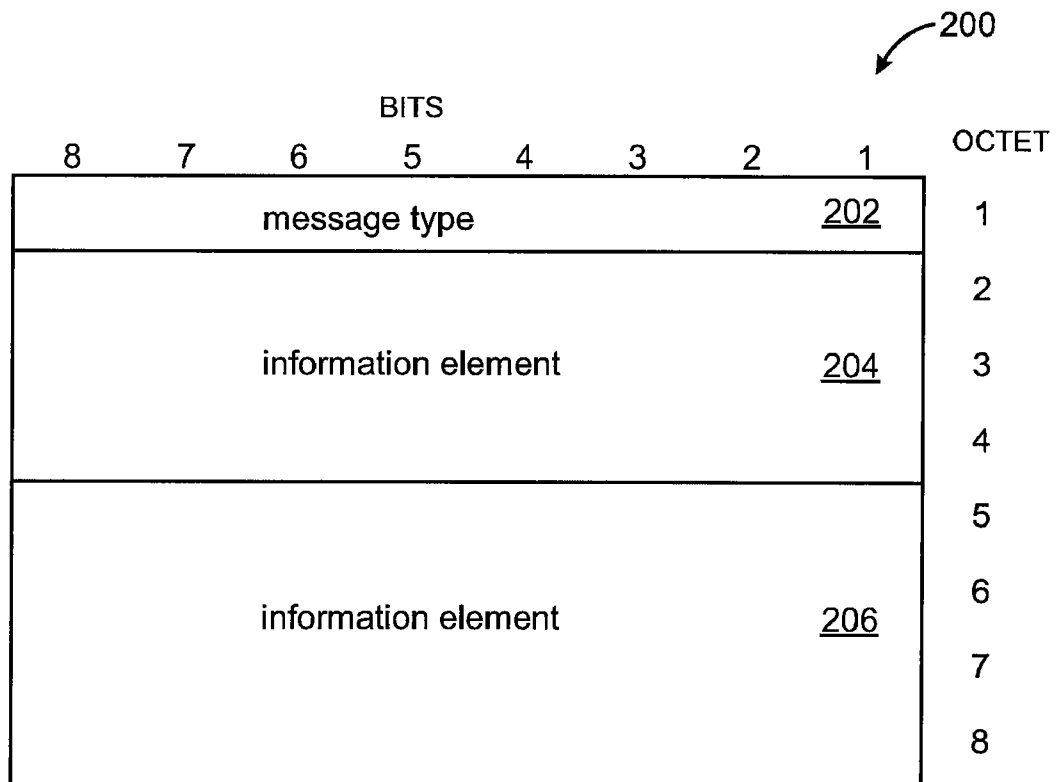 200
BITS
8 7 6 5 4 3 2 1 OCTET
message type 202 1
2
information element 204 3
4
5
6
information element 206
7
8